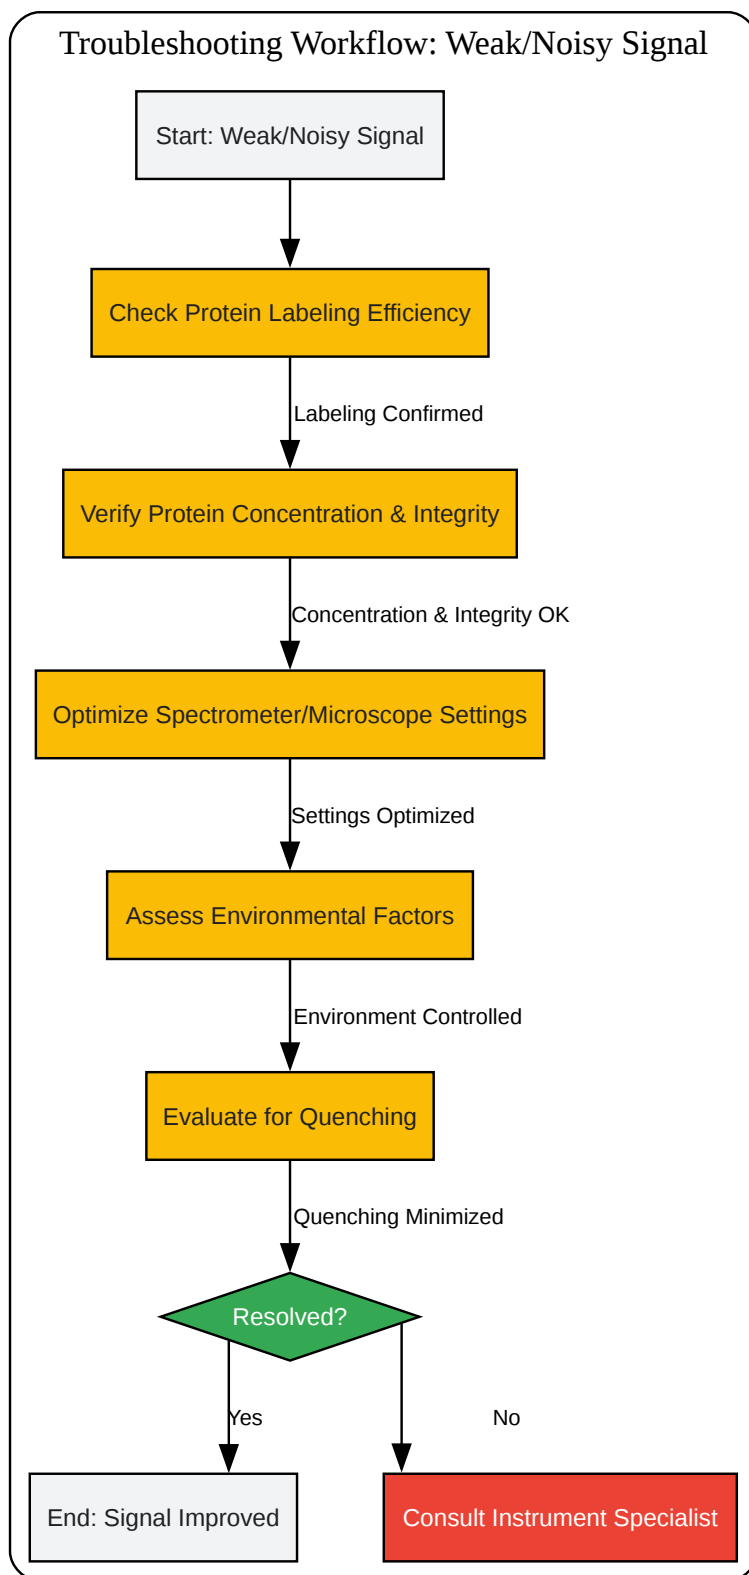 Troubleshooting Workflow: Weak/Noisy Signal
Start: Weak/Noisy Signal
Check Protein Labeling Efficiency
Labeling Confirmed
Verify Protein Concentration & Integrity
Concentration & Integrity OK
Optimize Spectrometer/Microscope Settings
Settings Optimized
Assess Environmental Factors
Environment Controlled
Evaluate for Quenching
Quenching Minimized
Resolved?
Yes
No
End: Signal Improved
Consult Instrument Specialist